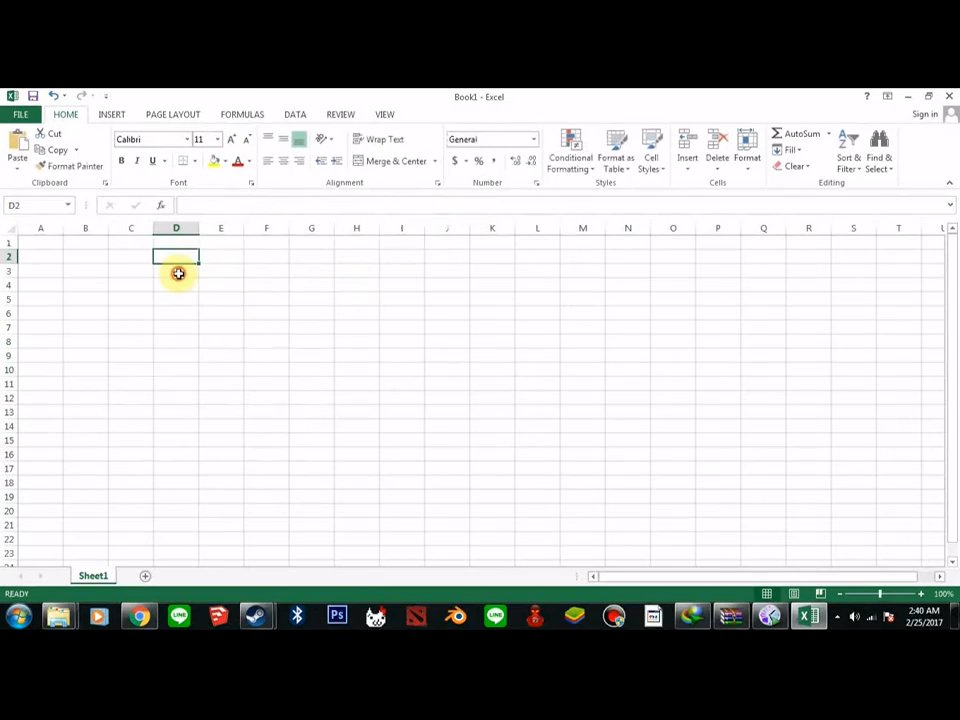 Book1 - Excel
?
FILE HOME INSERT PAGE LAYOUT FORMULAS DATA REVIEW VIEW Sign in
Paste Cut Copy Format Painter Clipboard
Calibri 11 A A B I U A Font
Wrap Text Merge & Center Alignment
General $ % , Number
Conditional Formatting Format as Table Cell Styles Styles
Insert Delete Format Cells
AutoSum Fill Clear Sort & Filter Find & Select Editing
D2 fx
A B C D E F G H I J K L M N O P Q R S T U
1
2
3
4
5
6
7
8
9
10
11
12
13
14
15
16
17
18
19
20
21
22
23
24
Sheet1
READY 100%
LINE Ps LINE 2:40 AM
2/25/2017